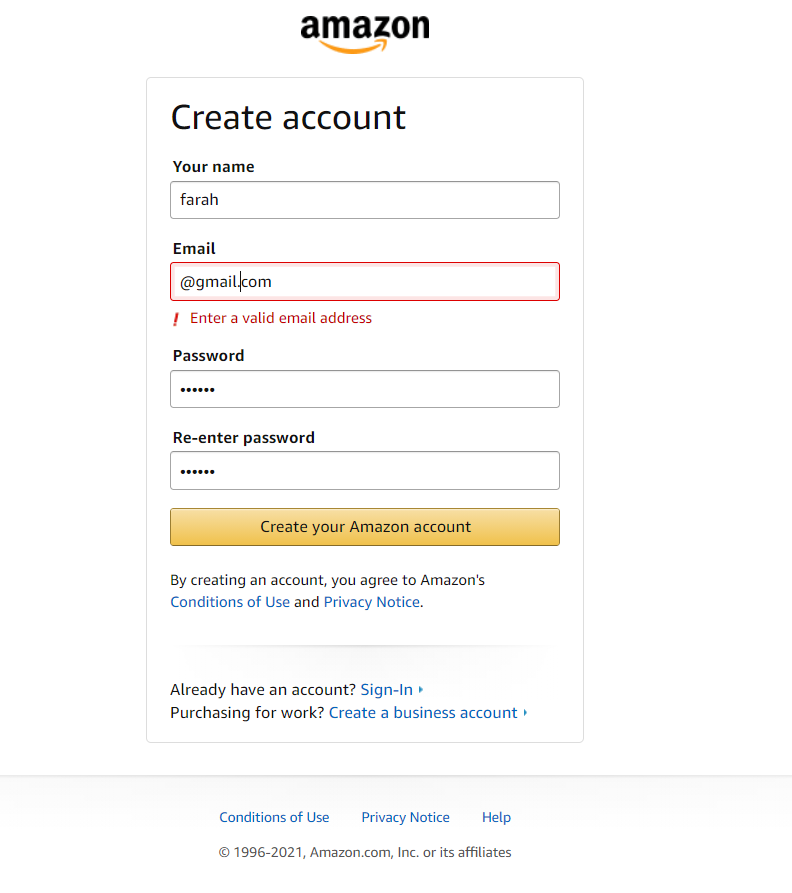 amazon
Create account
Your name
farah
Email
@gmail.com
! Enter a valid email address
Password
••••••
Re-enter password
••••••
Create your Amazon account
By creating an account, you agree to Amazon's
Conditions of Use and Privacy Notice.
Already have an account? Sign-In
Purchasing for work? Create a business account
Conditions of Use Privacy Notice Help
© 1996-2021, Amazon.com, Inc. or its affiliates